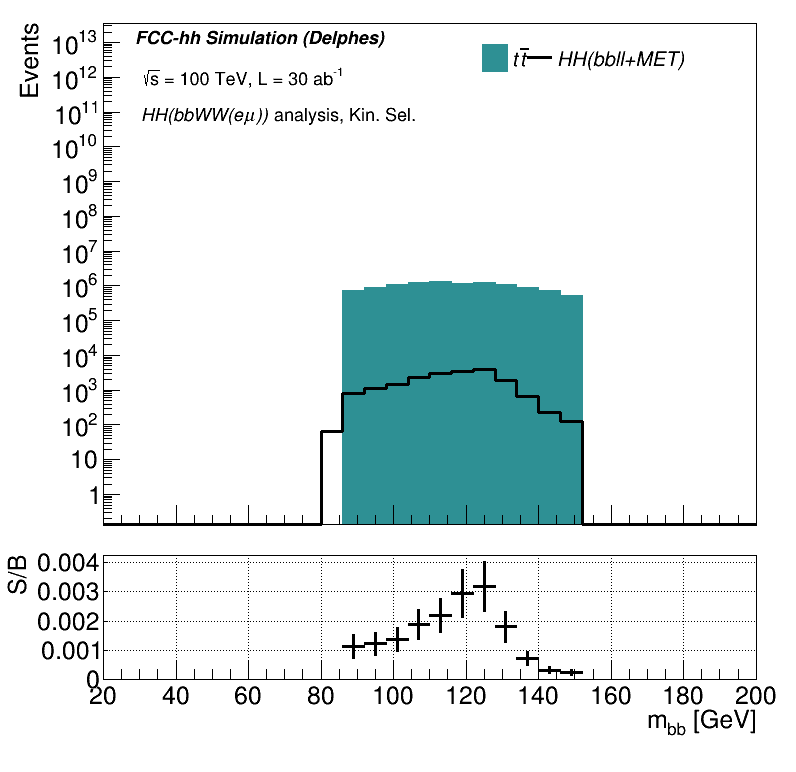 Events
10^13
10^12
10^11
10^10
10^9
10^8
10^7
10^6
10^5
10^4
10^3
10^2
10
1
FCC-hh Simulation (Delphes)
√s = 100 TeV, L = 30 ab^-1
HH(bbWW(eμ)) analysis, Kin. Sel.
tt̅ HH(bbll+MET)
S/B
0.004
0.003
0.002
0.001
0
20 40 60 80 100 120 140 160 180 200
m_bb [GeV]